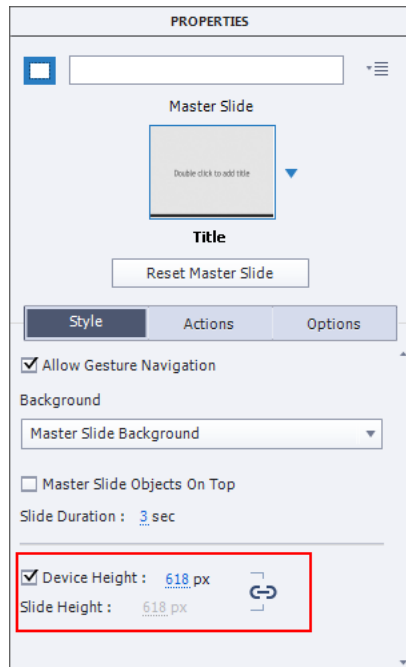 PROPERTIES
Master Slide
Double click to add title
Title
Reset Master Slide
Style Actions Options
Allow Gesture Navigation
Background
Master Slide Background
Master Slide Objects On Top
Slide Duration : 3 sec
Device Height : 618 px
Slide Height : 618 px